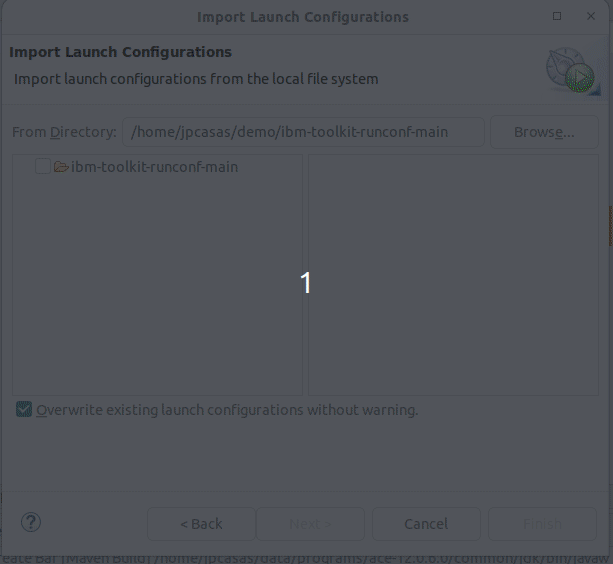 Import Launch Configurations
Import Launch Configurations
Import launch configurations from the local file system
From Directory: /home/jpcasas/demo/ibm-toolkit-runconf-main Browse...
ibm-toolkit-runconf-main
1
Overwrite existing launch configurations without warning.
? < Back Next > Cancel Finish
eate Bar [Maven Build] /home/jpcasas/data/programs/ace-12.0.6.0/common/jdk/bin/javaw